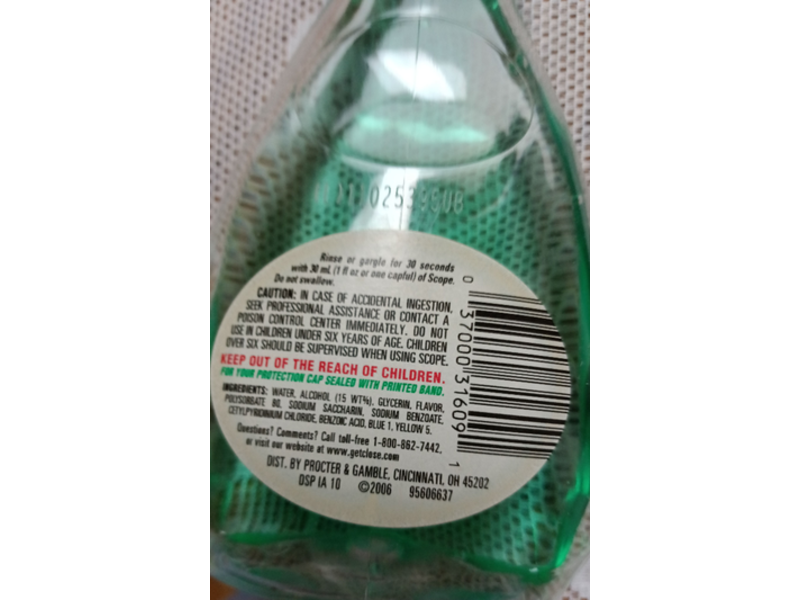 Rinse or gargle for 30 seconds
with 30 mL (1 fl oz or one capful) of Scope.
Do not swallow.
CAUTION: IN CASE OF ACCIDENTAL INGESTION,
SEEK PROFESSIONAL ASSISTANCE OR CONTACT A
POISON CONTROL CENTER IMMEDIATELY. DO NOT
USE IN CHILDREN UNDER SIX YEARS OF AGE. CHILDREN
OVER SIX SHOULD BE SUPERVISED WHEN USING SCOPE.
KEEP OUT OF THE REACH OF CHILDREN.
FOR YOUR PROTECTION CAP SEALED WITH PRINTED BAND.
INGREDIENTS: WATER, ALCOHOL (15 WT%), GLYCERIN, FLAVOR,
POLYSORBATE 80, SODIUM SACCHARIN, SODIUM BENZOATE,
CETYLPYRIDINIUM CHLORIDE, BENZOIC ACID, BLUE 1, YELLOW 5.
Questions? Comments? Call toll-free 1-800-862-7442.
or visit our website at www.getclose.com
DIST. BY PROCTER & GAMBLE, CINCINNATI, OH 45202
DSP IA 10 ©2006 95606637
0 37000 31609 1